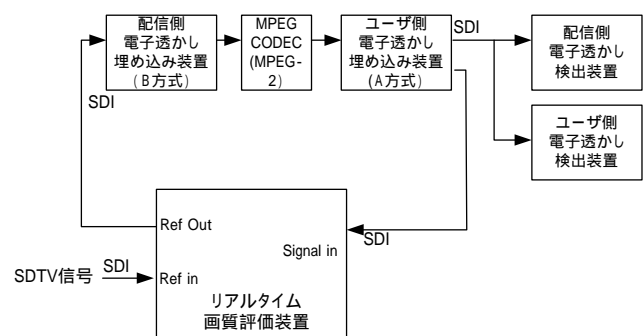 配信側
電子透かし
埋め込み装置
(B方式)
MPEG
CODEC
(MPEG-
2)
ユーザ側
電子透かし
埋め込み装置
(A方式)
SDI
配信側
電子透かし
検出装置
SDI
ユーザ側
電子透かし
検出装置
Ref Out
Signal in
SDI
SDTV信号
SDI
Ref in
リアルタイム
画質評価装置